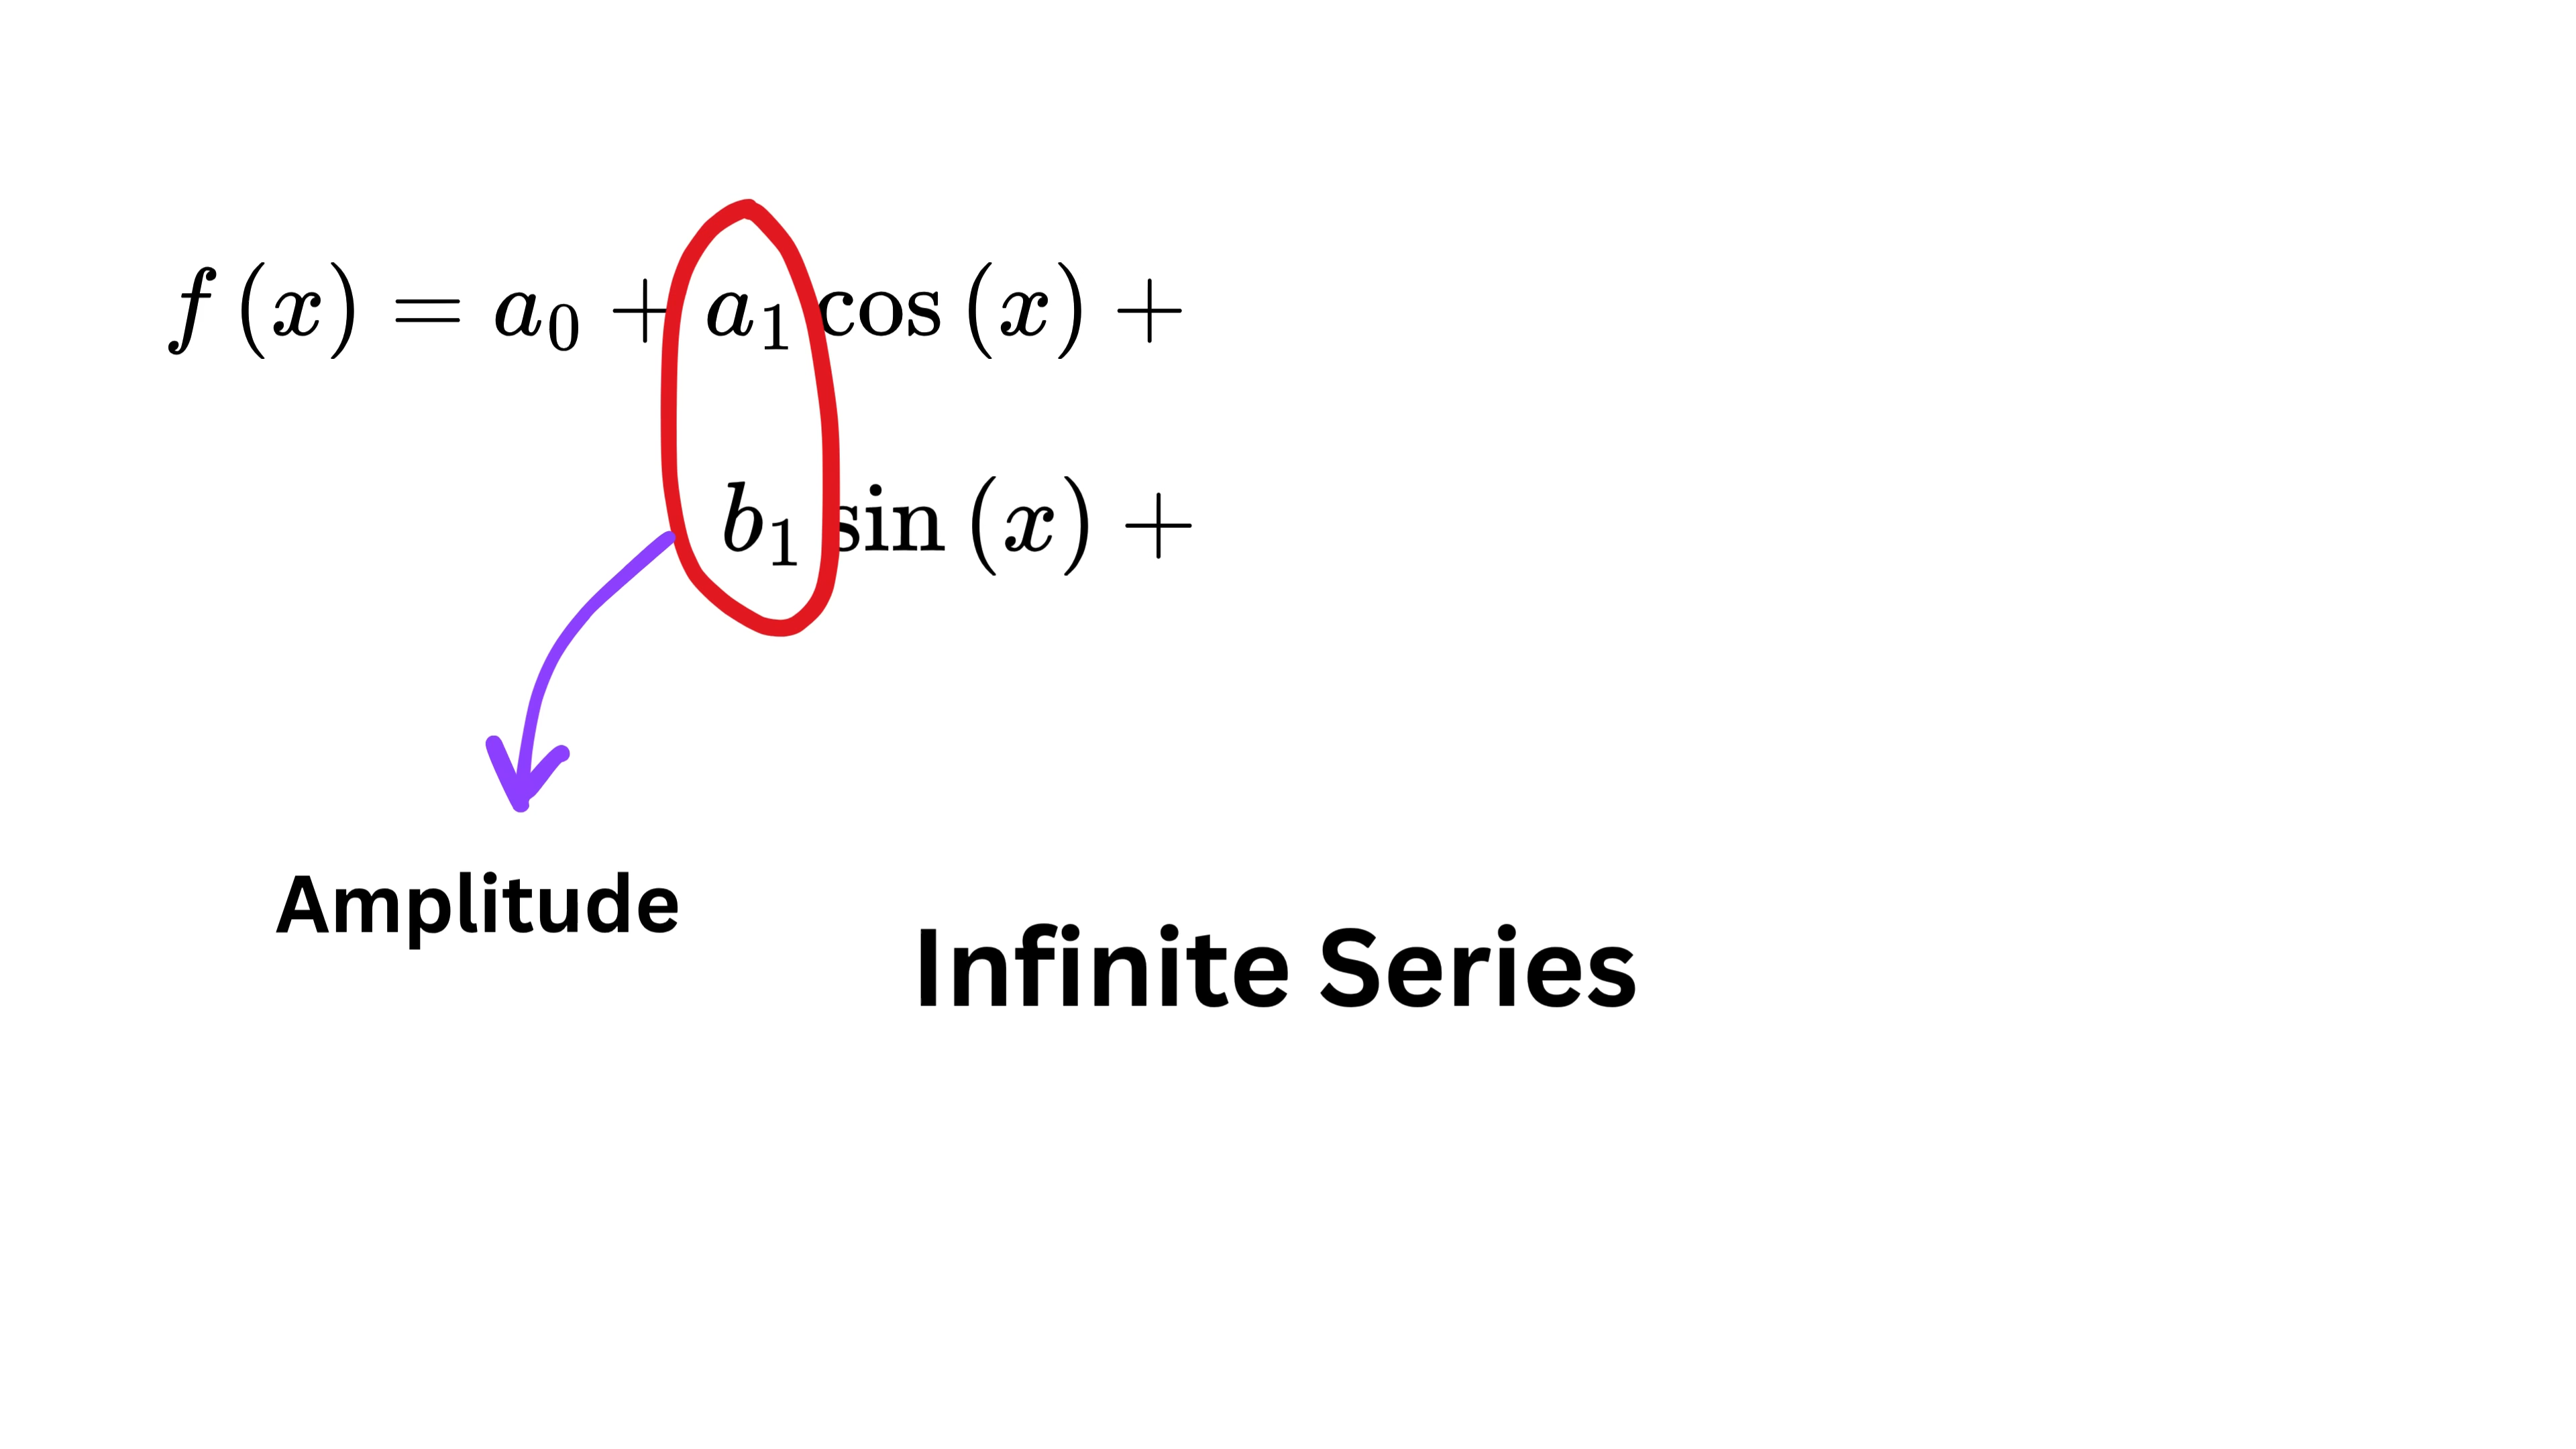 f(x) = a₀ + a₁ cos(x) +
b₁ sin(x) +
Amplitude
Infinite Series